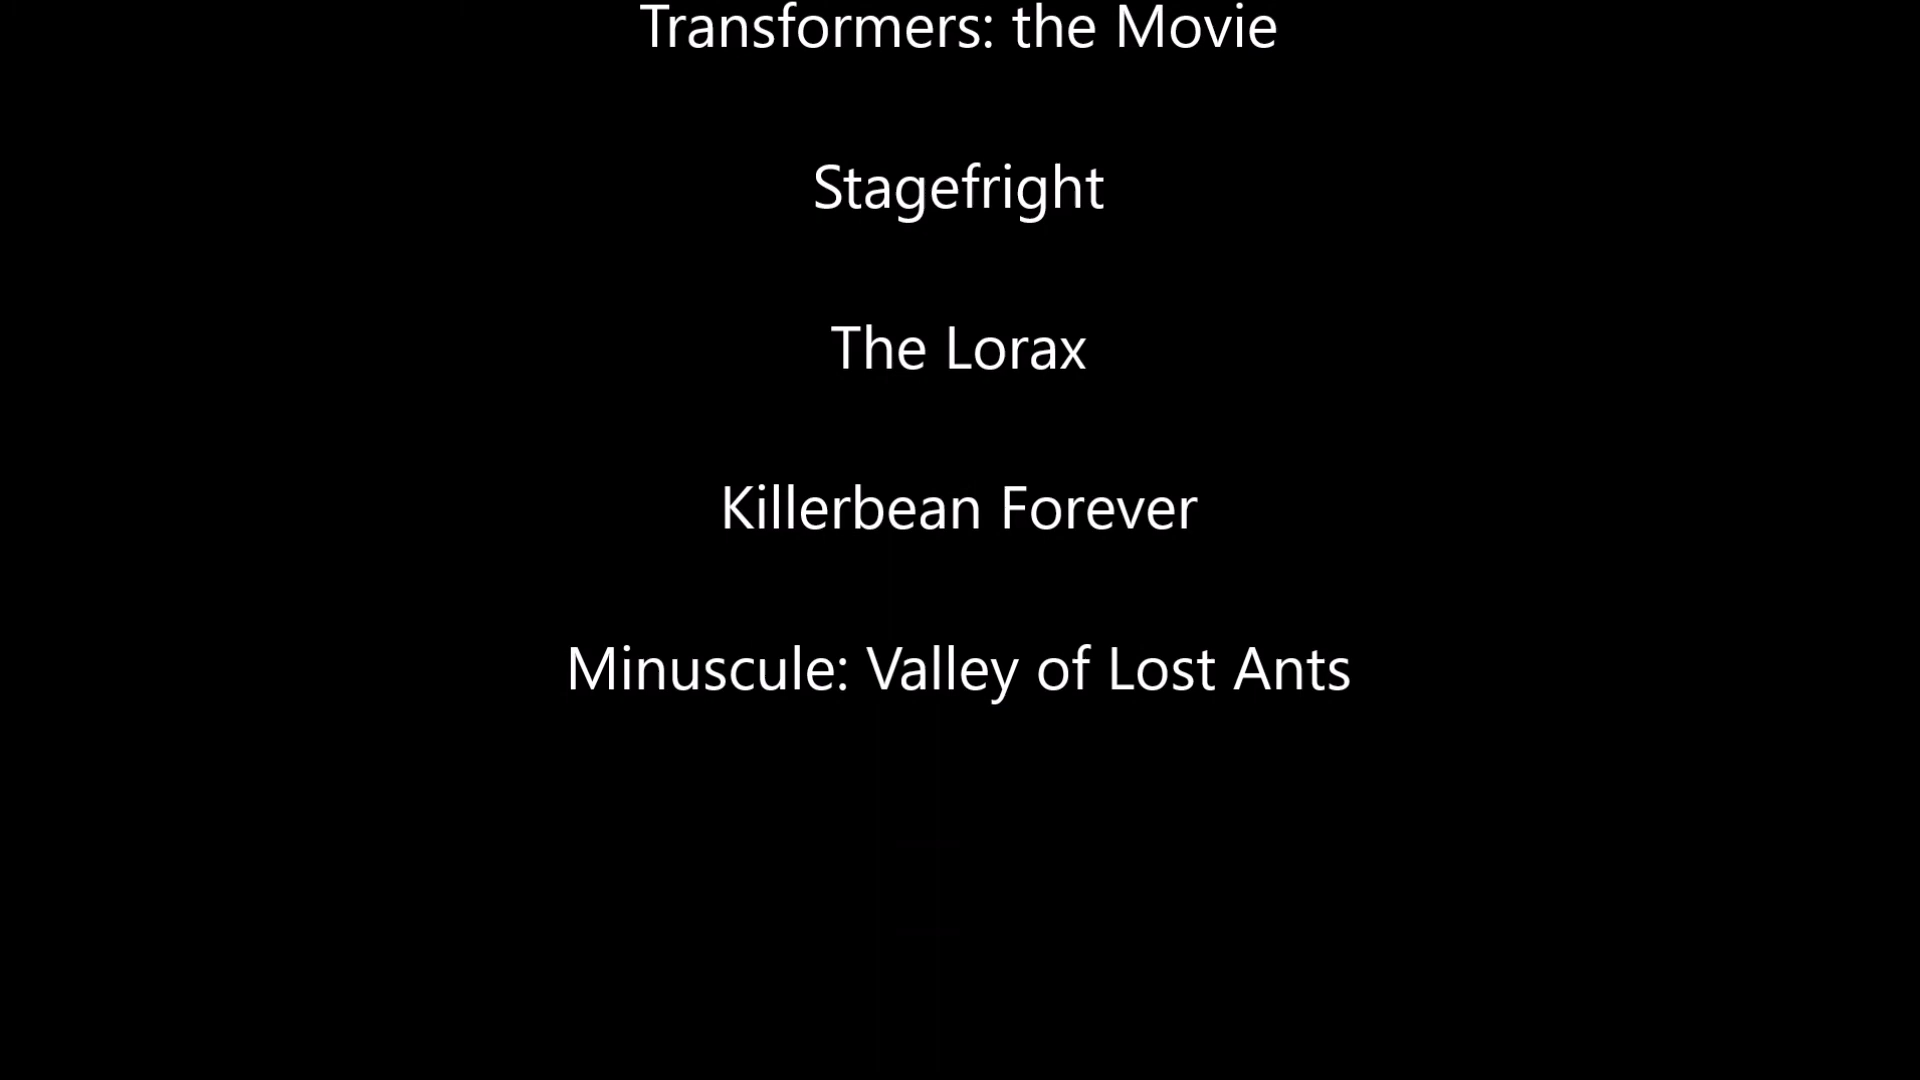 Transformers: the Movie
Stagefright
The Lorax
Killerbean Forever
Minuscule: Valley of Lost Ants